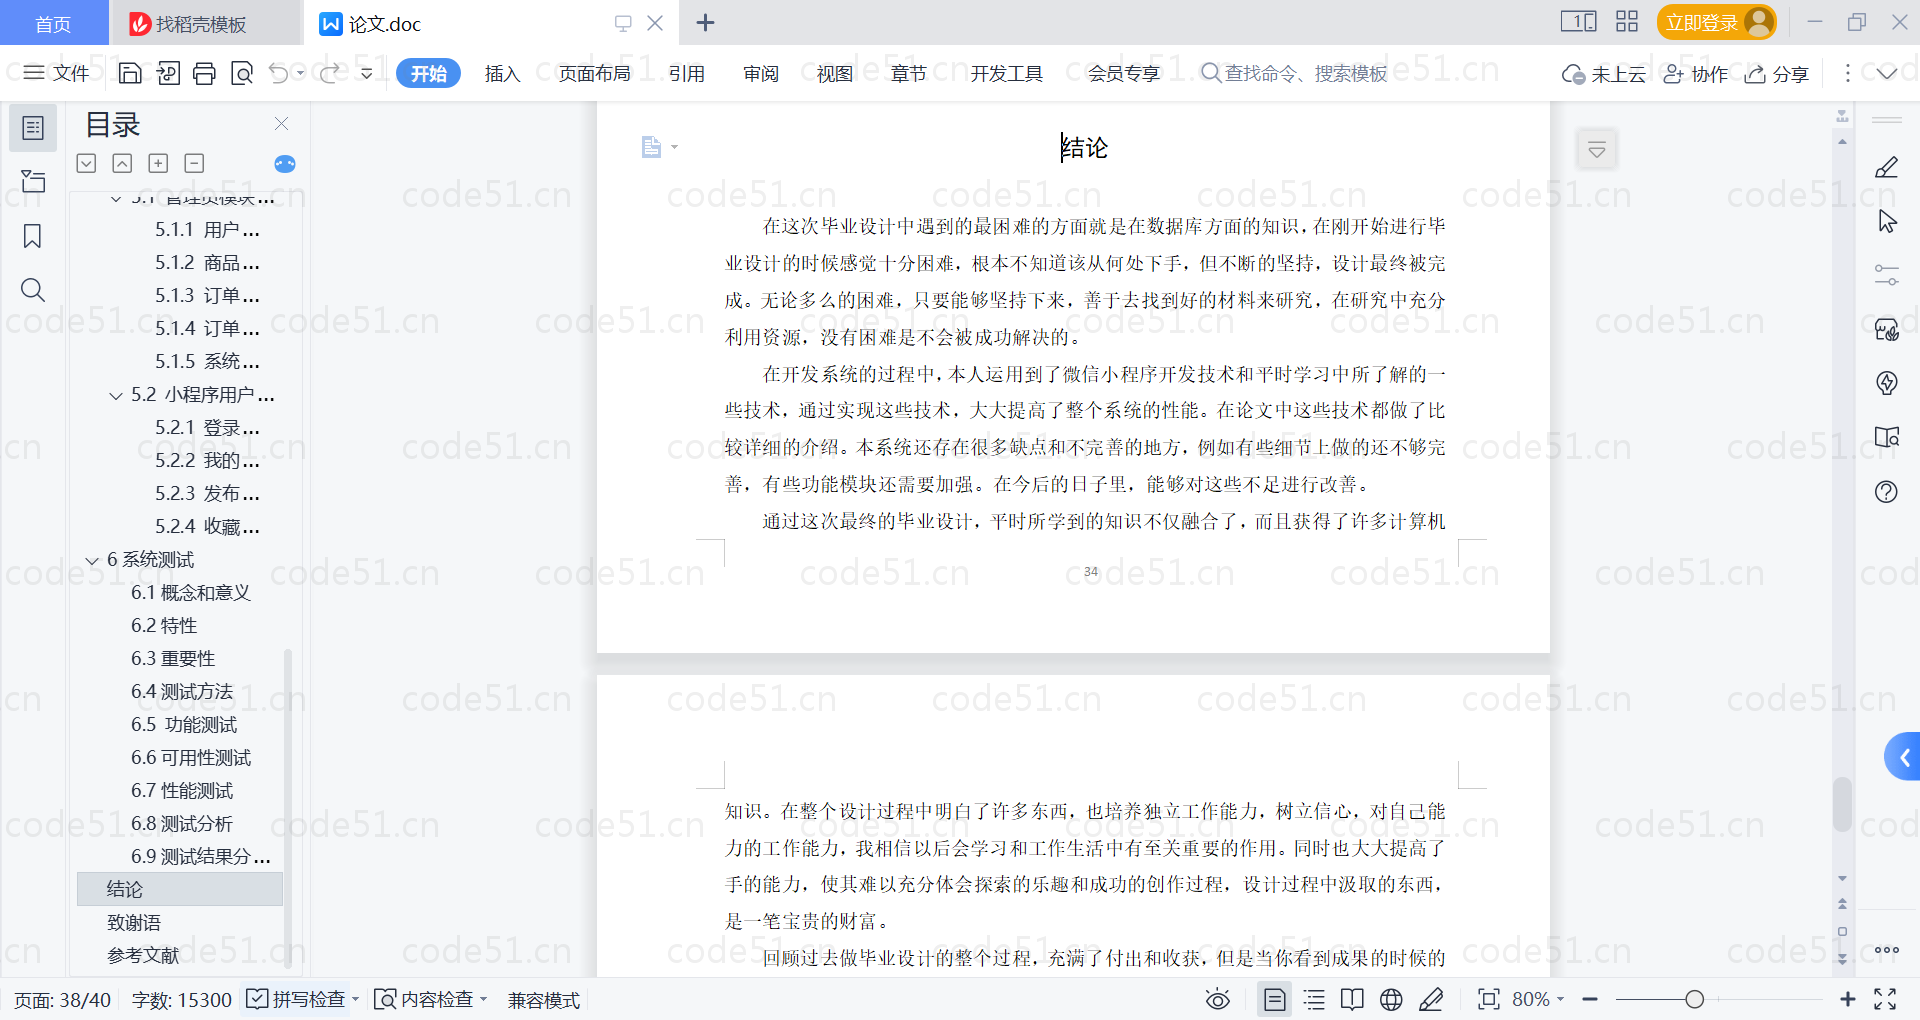 首页
找稻壳模板
论文.doc
立即登录
文件
开始
插入
页面布局
引用
审阅
视图
章节
开发工具
会员专享
查找命令、搜索模板
未上云
协作
分享
目录
5.1 管理员模块...
5.1.1 用户...
5.1.2 商品...
5.1.3 订单...
5.1.4 订单...
5.1.5 系统...
5.2 小程序用户...
5.2.1 登录...
5.2.2 我的...
5.2.3 发布...
5.2.4 收藏...
6 系统测试
6.1 概念和意义
6.2 特性
6.3 重要性
6.4 测试方法
6.5 功能测试
6.6 可用性测试
6.7 性能测试
6.8 测试分析
6.9 测试结果分...
结论
致谢语
参考文献
结论
在这次毕业设计中遇到的最困难的方面就是在数据库方面的知识，在刚开始进行毕
业设计的时候感觉十分困难，根本不知道该从何处下手，但不断的坚持，设计最终被完
成。无论多么的困难，只要能够坚持下来，善于去找到好的材料来研究，在研究中充分
利用资源，没有困难是不会被成功解决的。
在开发系统的过程中，本人运用到了微信小程序开发技术和平时学习中所了解的一
些技术，通过实现这些技术，大大提高了整个系统的性能。在论文中这些技术都做了比
较详细的介绍。本系统还存在很多缺点和不完善的地方，例如有些细节上做的还不够完
善，有些功能模块还需要加强。在今后的日子里，能够对这些不足进行改善。
通过这次最终的毕业设计，平时所学到的知识不仅融合了，而且获得了许多计算机
34
知识。在整个设计过程中明白了许多东西，也培养独立工作能力，树立信心，对自己能
力的工作能力，我相信以后会学习和工作生活中有至关重要的作用。同时也大大提高了
手的能力，使其难以充分体会探索的乐趣和成功的创作过程，设计过程中汲取的东西，
是一笔宝贵的财富。
回顾过去做毕业设计的整个过程，充满了付出和收获，但是当你看到成果的时候的
页面: 38/40
字数: 15300
拼写检查
内容检查
兼容模式
80%
code51.cn